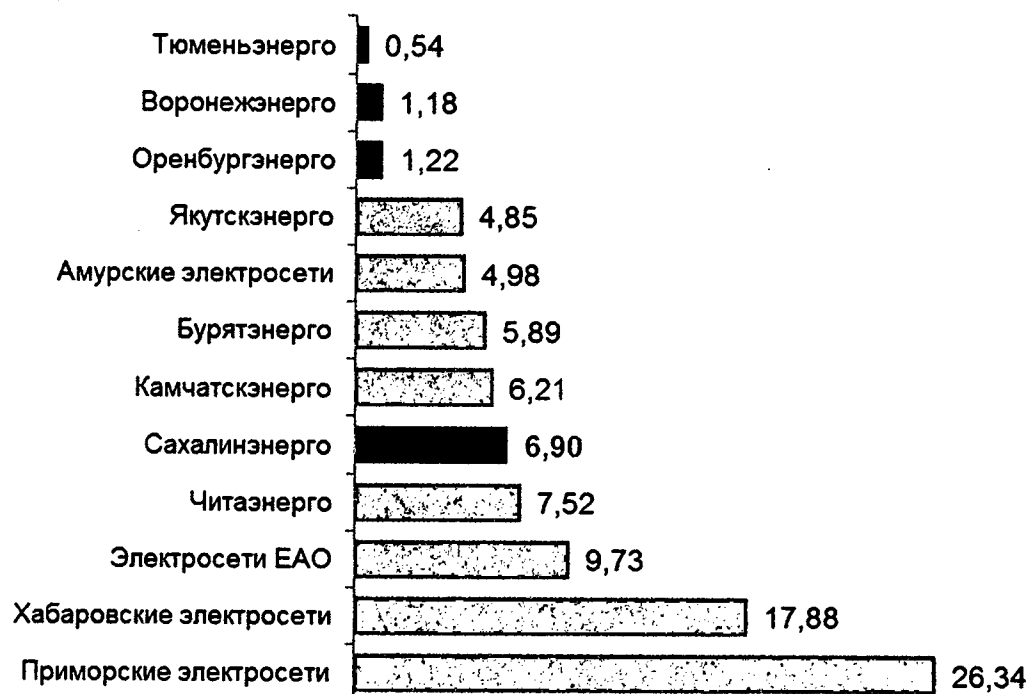 Тюменьэнерго 0,54
Воронежэнерго 1,18
Оренбургэнерго 1,22
Якутскэнерго 4,85
Амурские электросети 4,98
Бурятэнерго 5,89
Камчатскэнерго 6,21
Сахалинэнерго 6,90
Читаэнерго 7,52
Электросети ЕАО 9,73
Хабаровские электросети 17,88
Приморские электросети 26,34